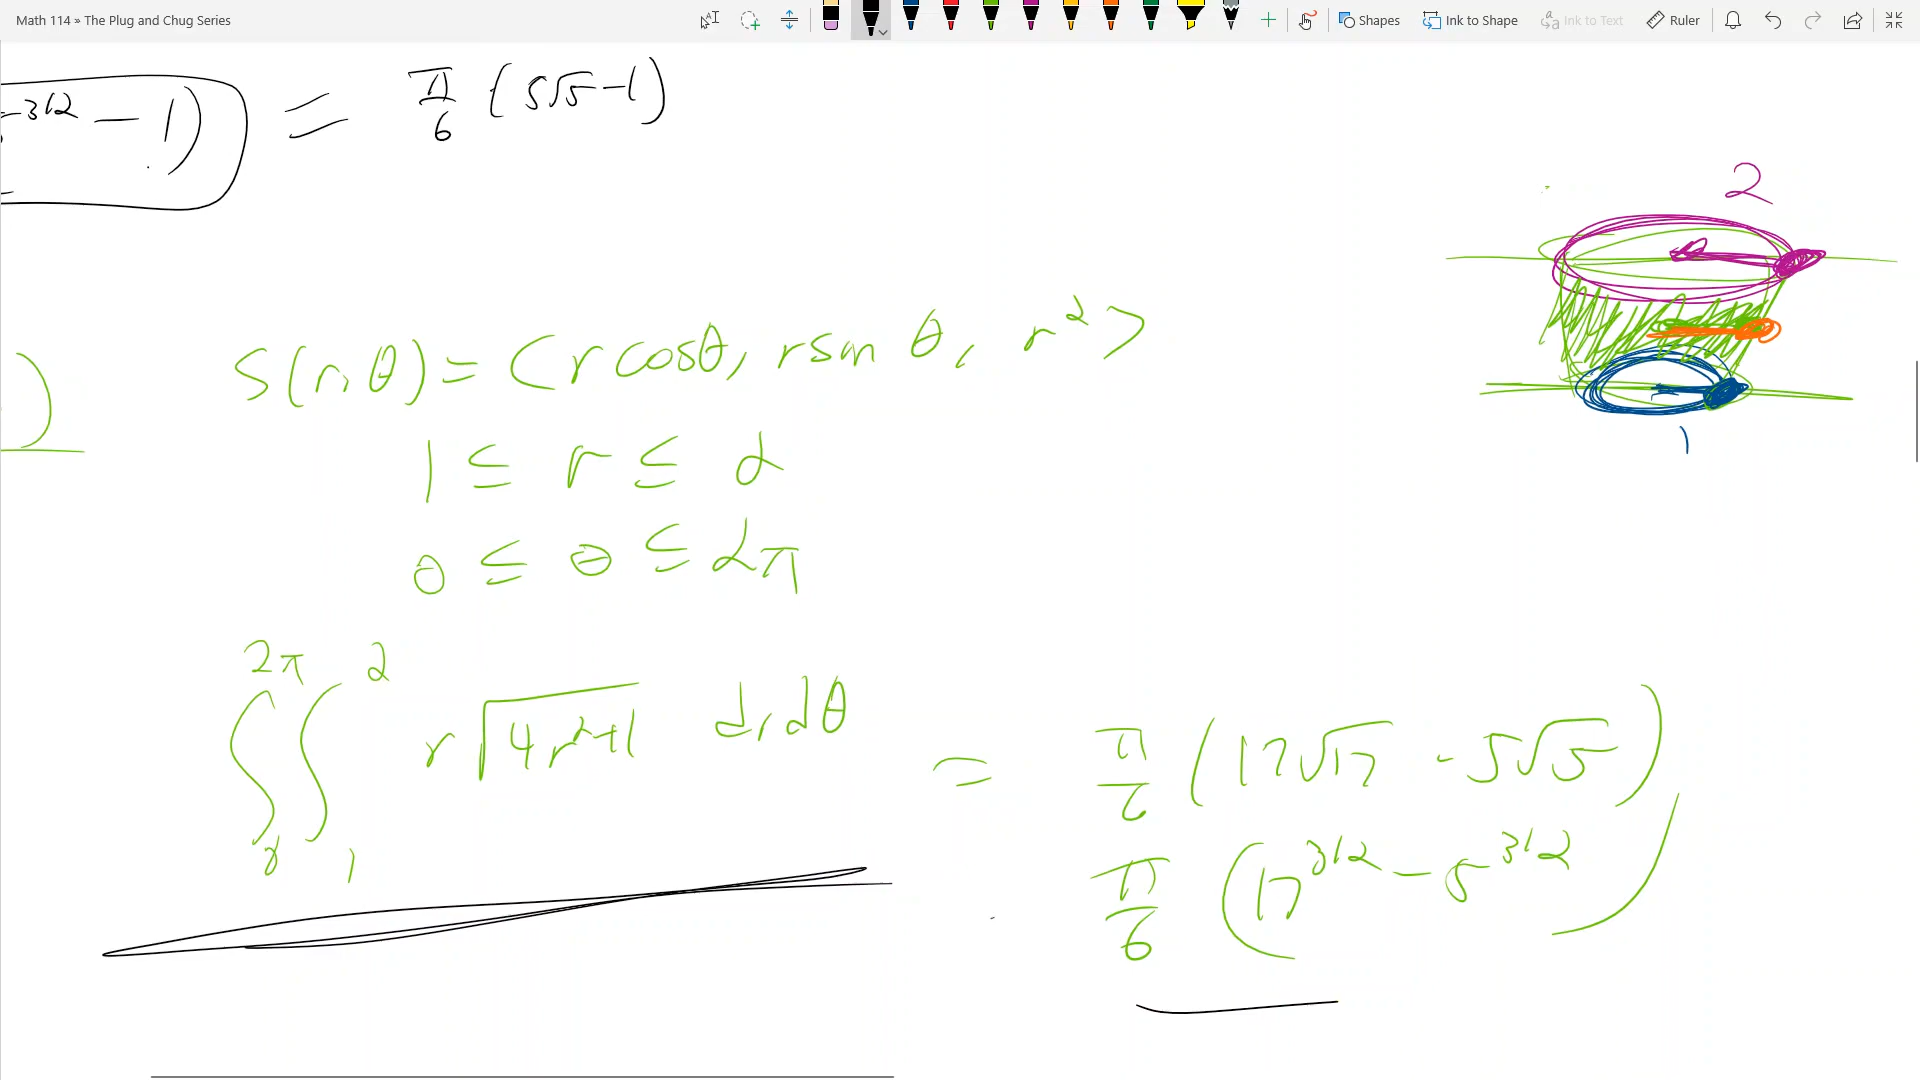 Math 114 » The Plug and Chug Series
Shapes Ink to Shape Ink to Text Ruler
3/2 - 1) = π/6 (5√5 - 1)
2
S(r, θ) = <r cosθ, r sin θ, r²>
1
1 ≤ r ≤ 2
0 ≤ θ ≤ 2π
∫₀^2π ∫₁^2 r√(4r²+1) dr dθ = π/6 (17√17 - 5√5)
π/6 (17^3/2 - 5^3/2)